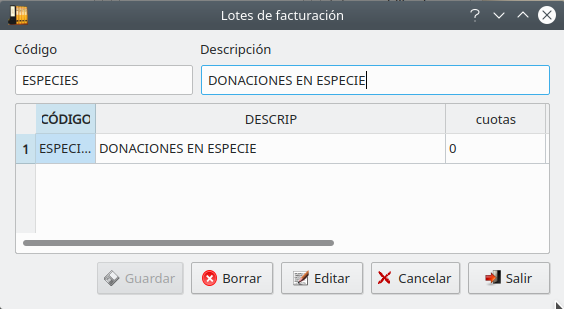 Lotes de facturación
Código Descripción
ESPECIES DONACIONES EN ESPECIE
CÓDIGO DESCRIP cuotas
1 ESPECI... DONACIONES EN ESPECIE 0
Guardar Borrar Editar Cancelar Salir